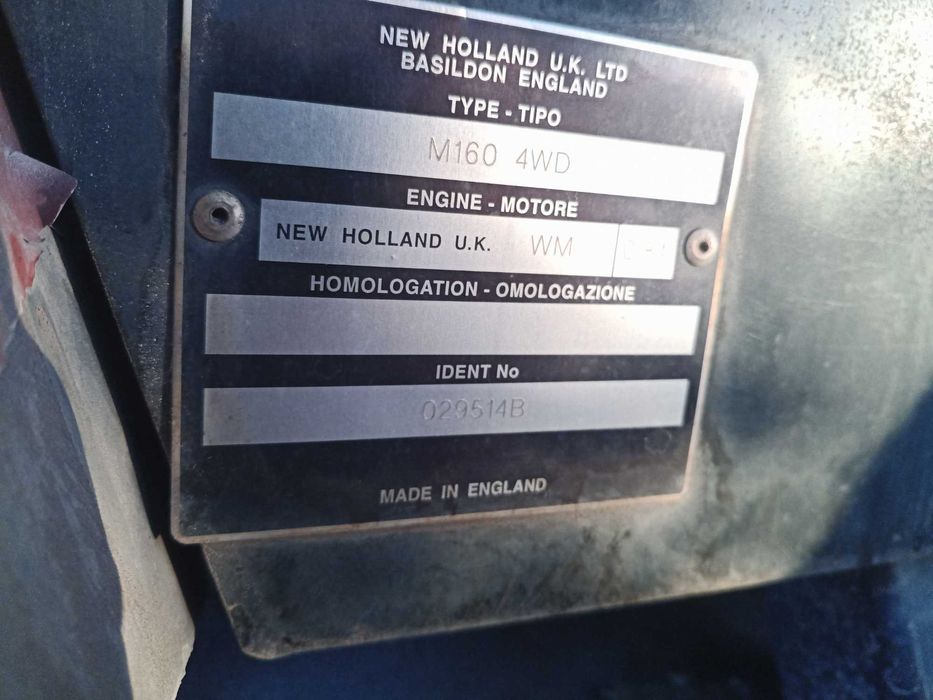 NEW HOLLAND U.K. LTD
BASILDON ENGLAND
TYPE - TIPO
M160 4WD
ENGINE - MOTORE
NEW HOLLAND U.K. WM
HOMOLOGATION - OMOLOGAZIONE
IDENT No
029514B
MADE IN ENGLAND